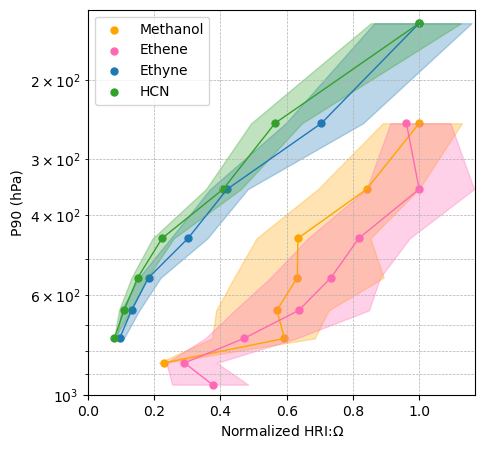 Methanol
Ethene
Ethyne
HCN
P90 (hPa)
2 × 10²
3 × 10²
4 × 10²
6 × 10²
10³
0.0 0.2 0.4 0.6 0.8 1.0
Normalized HRI:Ω